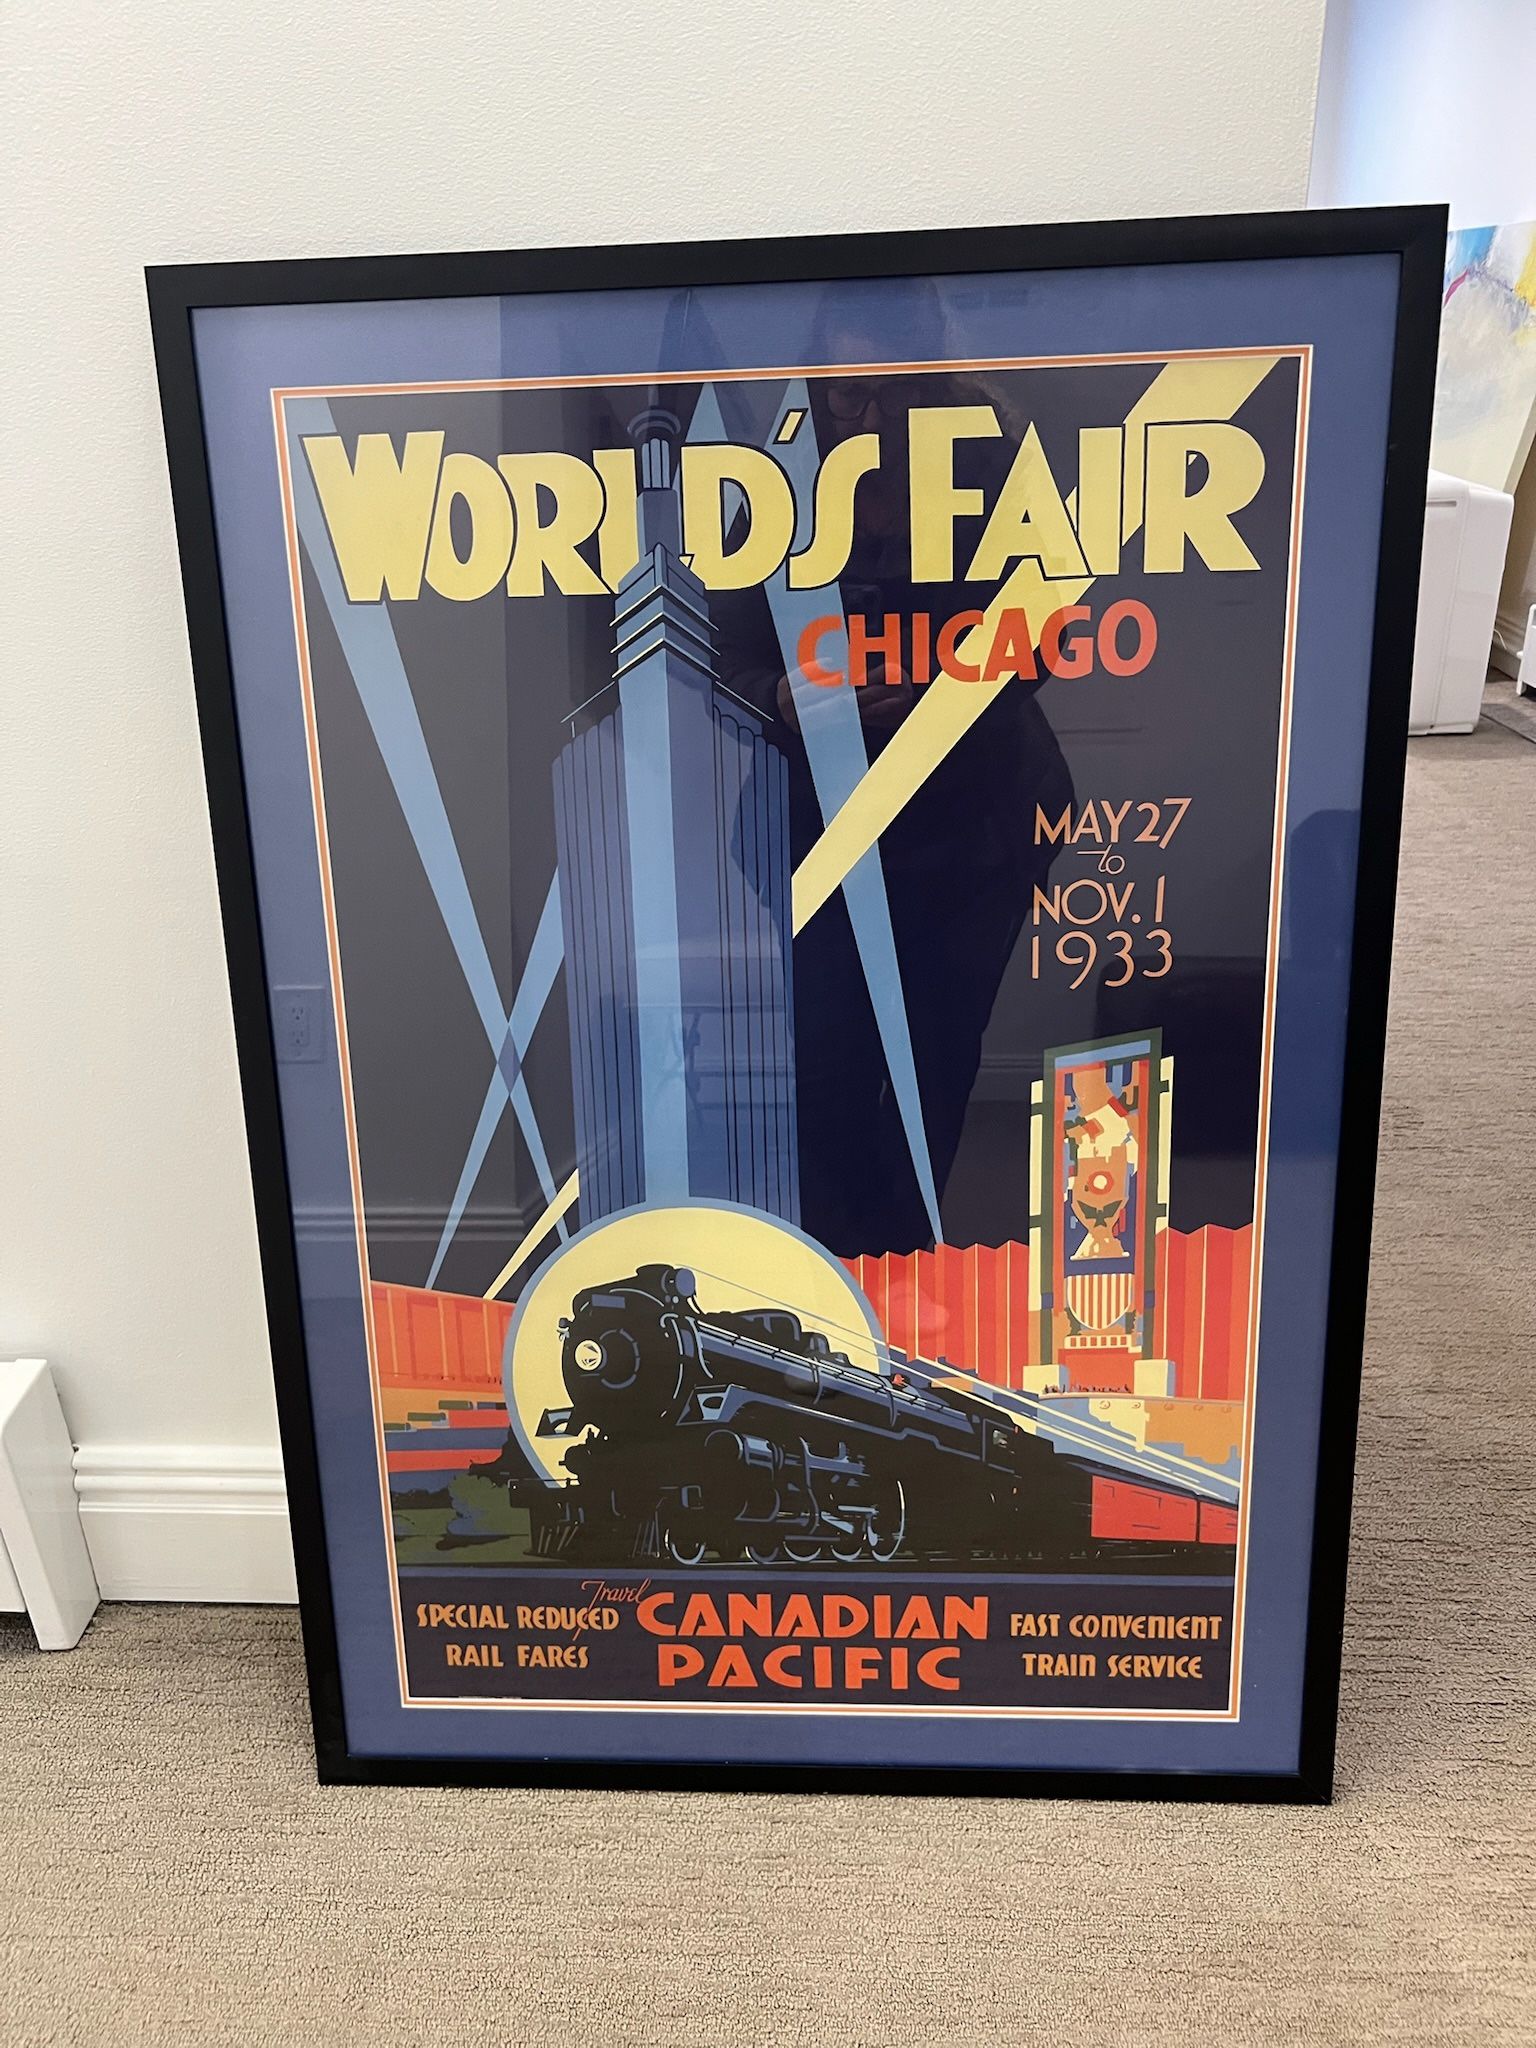 WORLD'S FAIR
CHICAGO
MAY 27
to
NOV. 1
1933
Travel
SPECIAL REDUCED
RAIL FARES
CANADIAN
PACIFIC
FAST CONVENIENT
TRAIN SERVICE